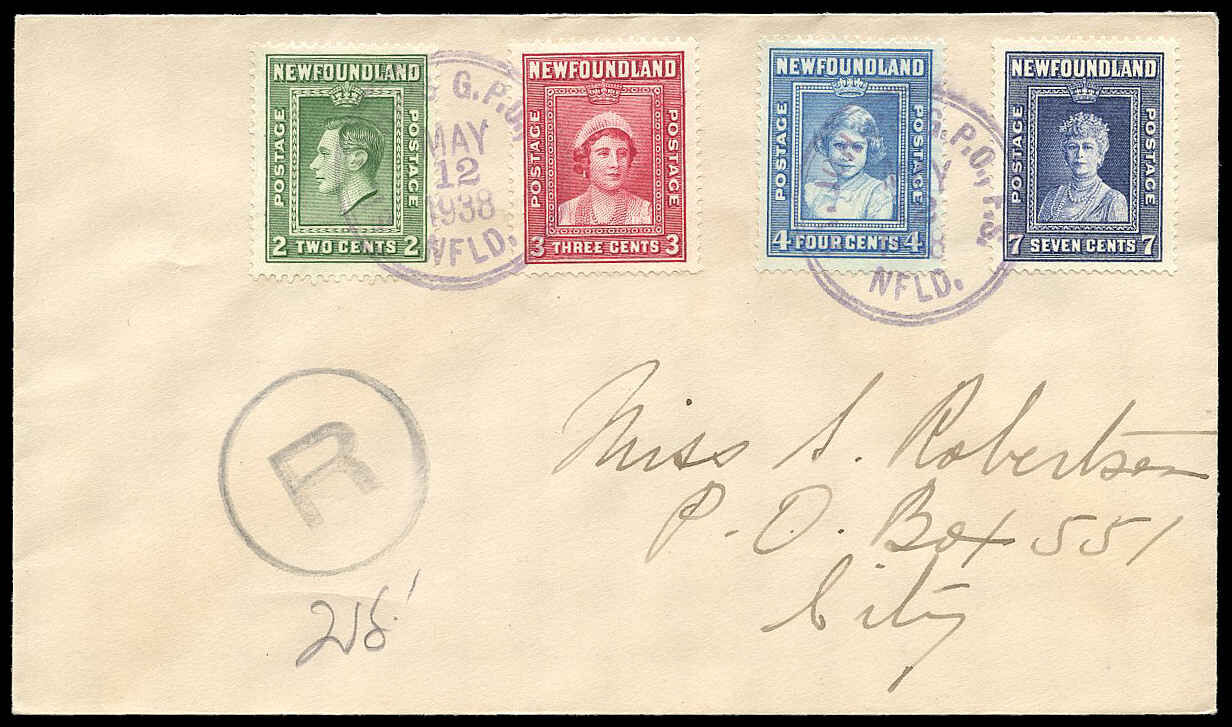 NEWFOUNDLAND
POSTAGE POSTAGE
2 TWO CENTS 2
G.P.O.
MAY
12
1938
NFLD.
NEWFOUNDLAND
POSTAGE POSTAGE
3 THREE CENTS 3
NEWFOUNDLAND
POSTAGE POSTAGE
4 FOUR CENTS 4
G.P.O.
NFLD.
NEWFOUNDLAND
POSTAGE POSTAGE
7 SEVEN CENTS 7
R
Miss S. Robertson
P. O. Box 551
City